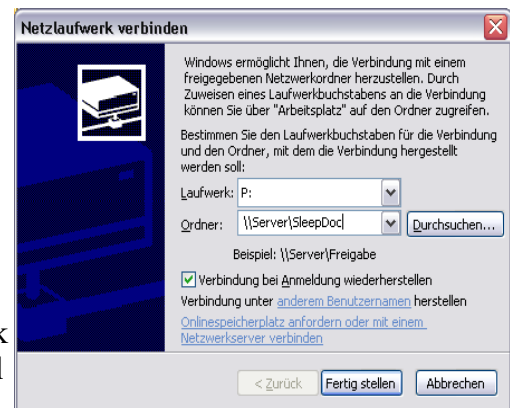 Netzlaufwerk verbinden
Windows ermöglicht Ihnen, die Verbindung mit einem
freigegebenen Netzwerkordner herzustellen. Durch
Zuweisen eines Laufwerkbuchstabens an die Verbindung
können Sie über "Arbeitsplatz" auf den Ordner zugreifen.
Bestimmen Sie den Laufwerkbuchstaben für die Verbindung
und den Ordner, mit dem die Verbindung hergestellt
werden soll:
Laufwerk: P:
Ordner: \\Server\SleepDoc Durchsuchen...
Beispiel: \\Server\Freigabe
Verbindung bei Anmeldung wiederherstellen
Verbindung unter anderem Benutzernamen herstellen
Onlinespeicherplatz anfordern oder mit einem
Netzwerkserver verbinden
< Zurück Fertig stellen Abbrechen
k